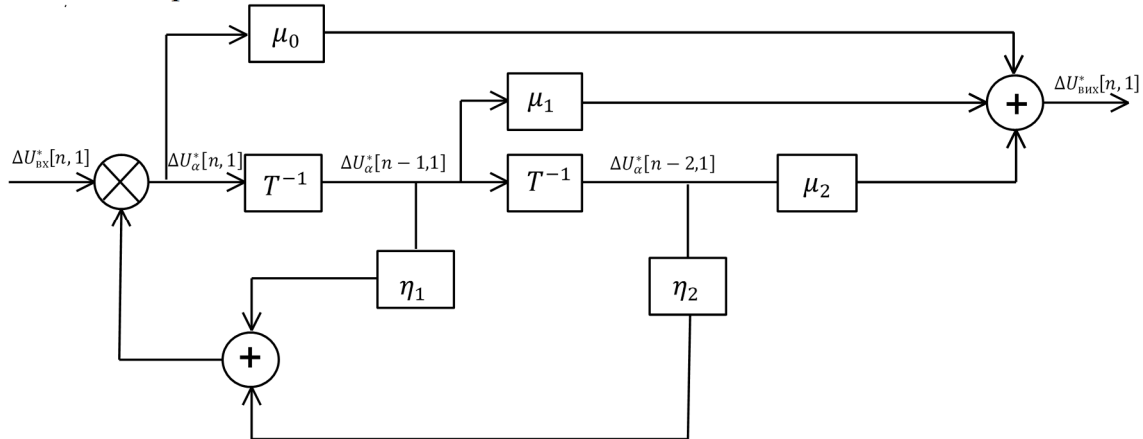 μ₀
ΔU*вих[n, 1]
μ₁
ΔU*вх[n, 1]
ΔU*α[n, 1]
T⁻¹
ΔU*α[n − 1,1]
T⁻¹
ΔU*α[n − 2,1]
μ₂
+
η₁
η₂
+